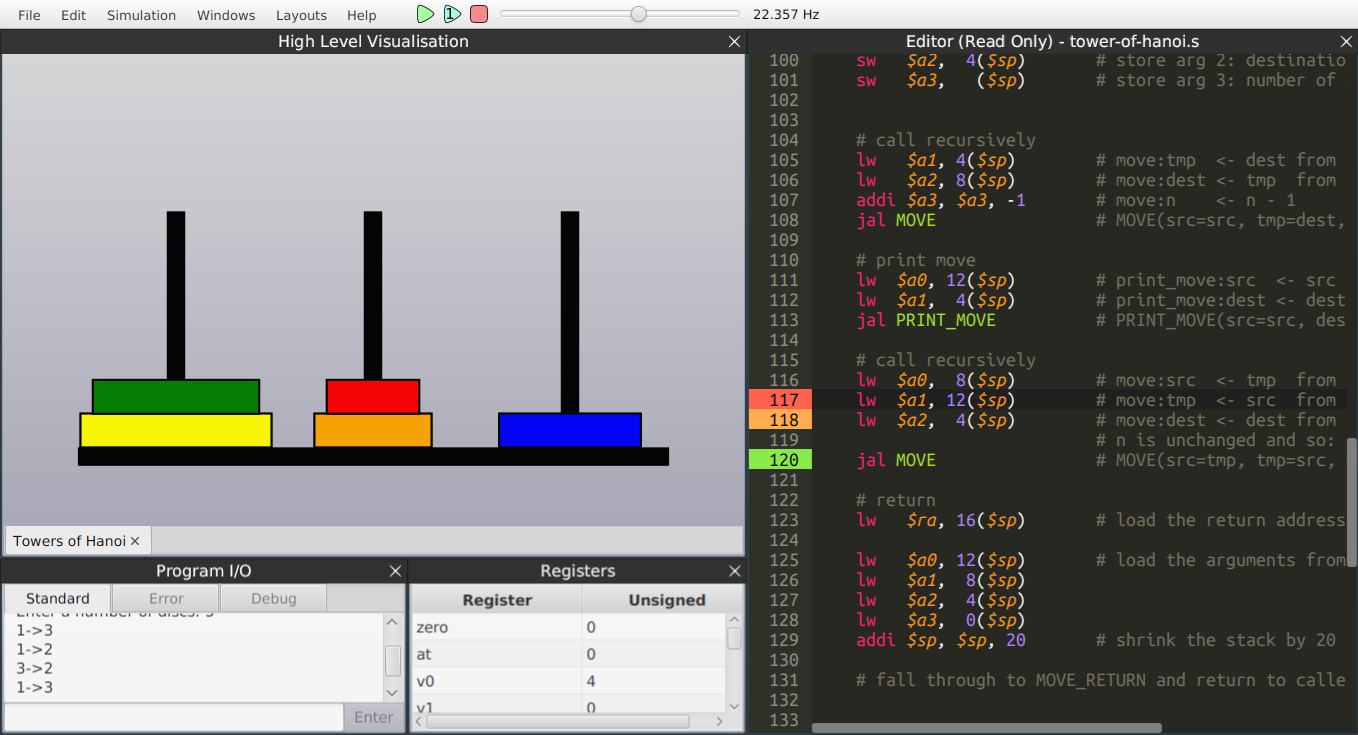 File Edit Simulation Windows Layouts Help 1 22.357 Hz
High Level Visualisation
Towers of Hanoi
Program I/O
Standard Error Debug
Enter a number of discs: 5
1->3
1->2
3->2
1->3
Enter
Registers
Register Unsigned
zero 0
at 0
v0 4
v1 0
Editor (Read Only) - tower-of-hanoi.s
100 sw $a2, 4($sp) # store arg 2: destinatio
101 sw $a3, ($sp) # store arg 3: number of
102
103
104 # call recursively
105 lw $a1, 4($sp) # move:tmp <- dest from
106 lw $a2, 8($sp) # move:dest <- tmp from
107 addi $a3, $a3, -1 # move:n <- n - 1
108 jal MOVE # MOVE(src=src, tmp=dest,
109
110 # print move
111 lw $a0, 12($sp) # print_move:src <- src
112 lw $a1, 4($sp) # print_move:dest <- dest
113 jal PRINT_MOVE # PRINT_MOVE(src=src, des
114
115 # call recursively
116 lw $a0, 8($sp) # move:src <- tmp from
117 lw $a1, 12($sp) # move:tmp <- src from
118 lw $a2, 4($sp) # move:dest <- dest from
119 # n is unchanged and so:
120 jal MOVE # MOVE(src=tmp, tmp=src,
121
122 # return
123 lw $ra, 16($sp) # load the return address
124
125 lw $a0, 12($sp) # load the arguments from
126 lw $a1, 8($sp)
127 lw $a2, 4($sp)
128 lw $a3, 0($sp)
129 addi $sp, $sp, 20 # shrink the stack by 20
130
131 # fall through to MOVE_RETURN and return to calle
132
133